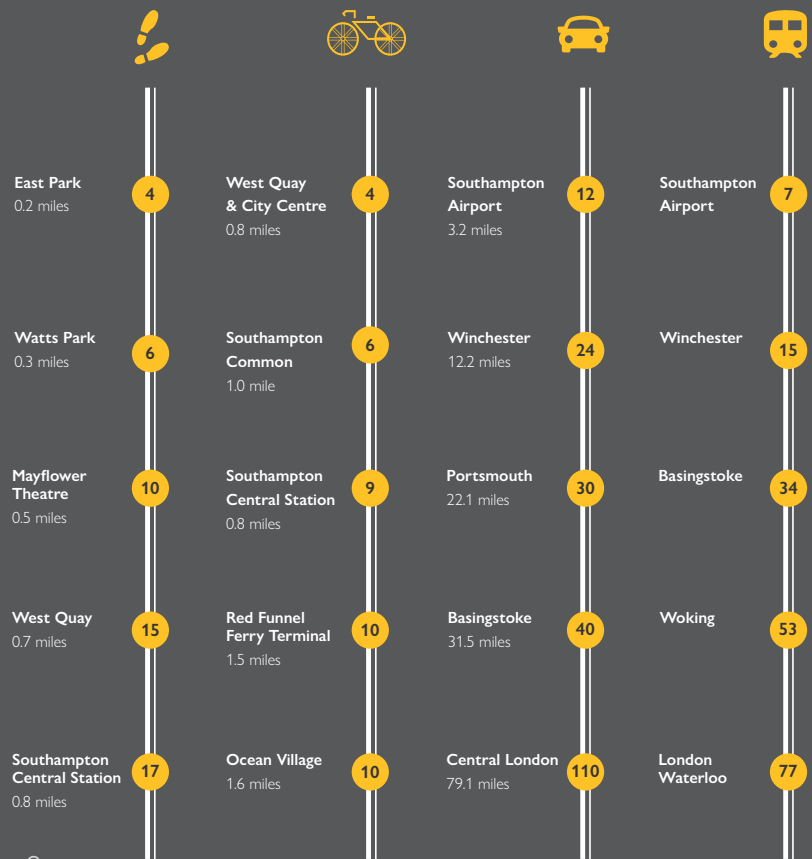 East Park
0.2 miles
4
Watts Park
0.3 miles
6
Mayflower
Theatre
0.5 miles
10
West Quay
0.7 miles
15
Southampton
Central Station
0.8 miles
17
West Quay
& City Centre
0.8 miles
4
Southampton
Common
1.0 mile
6
Southampton
Central Station
0.8 miles
9
Red Funnel
Ferry Terminal
1.5 miles
10
Ocean Village
1.6 miles
10
Southampton
Airport
3.2 miles
12
Winchester
12.2 miles
24
Portsmouth
22.1 miles
30
Basingstoke
31.5 miles
40
Central London
79.1 miles
110
Southampton
Airport
7
Winchester
15
Basingstoke
34
Woking
53
London
Waterloo
77